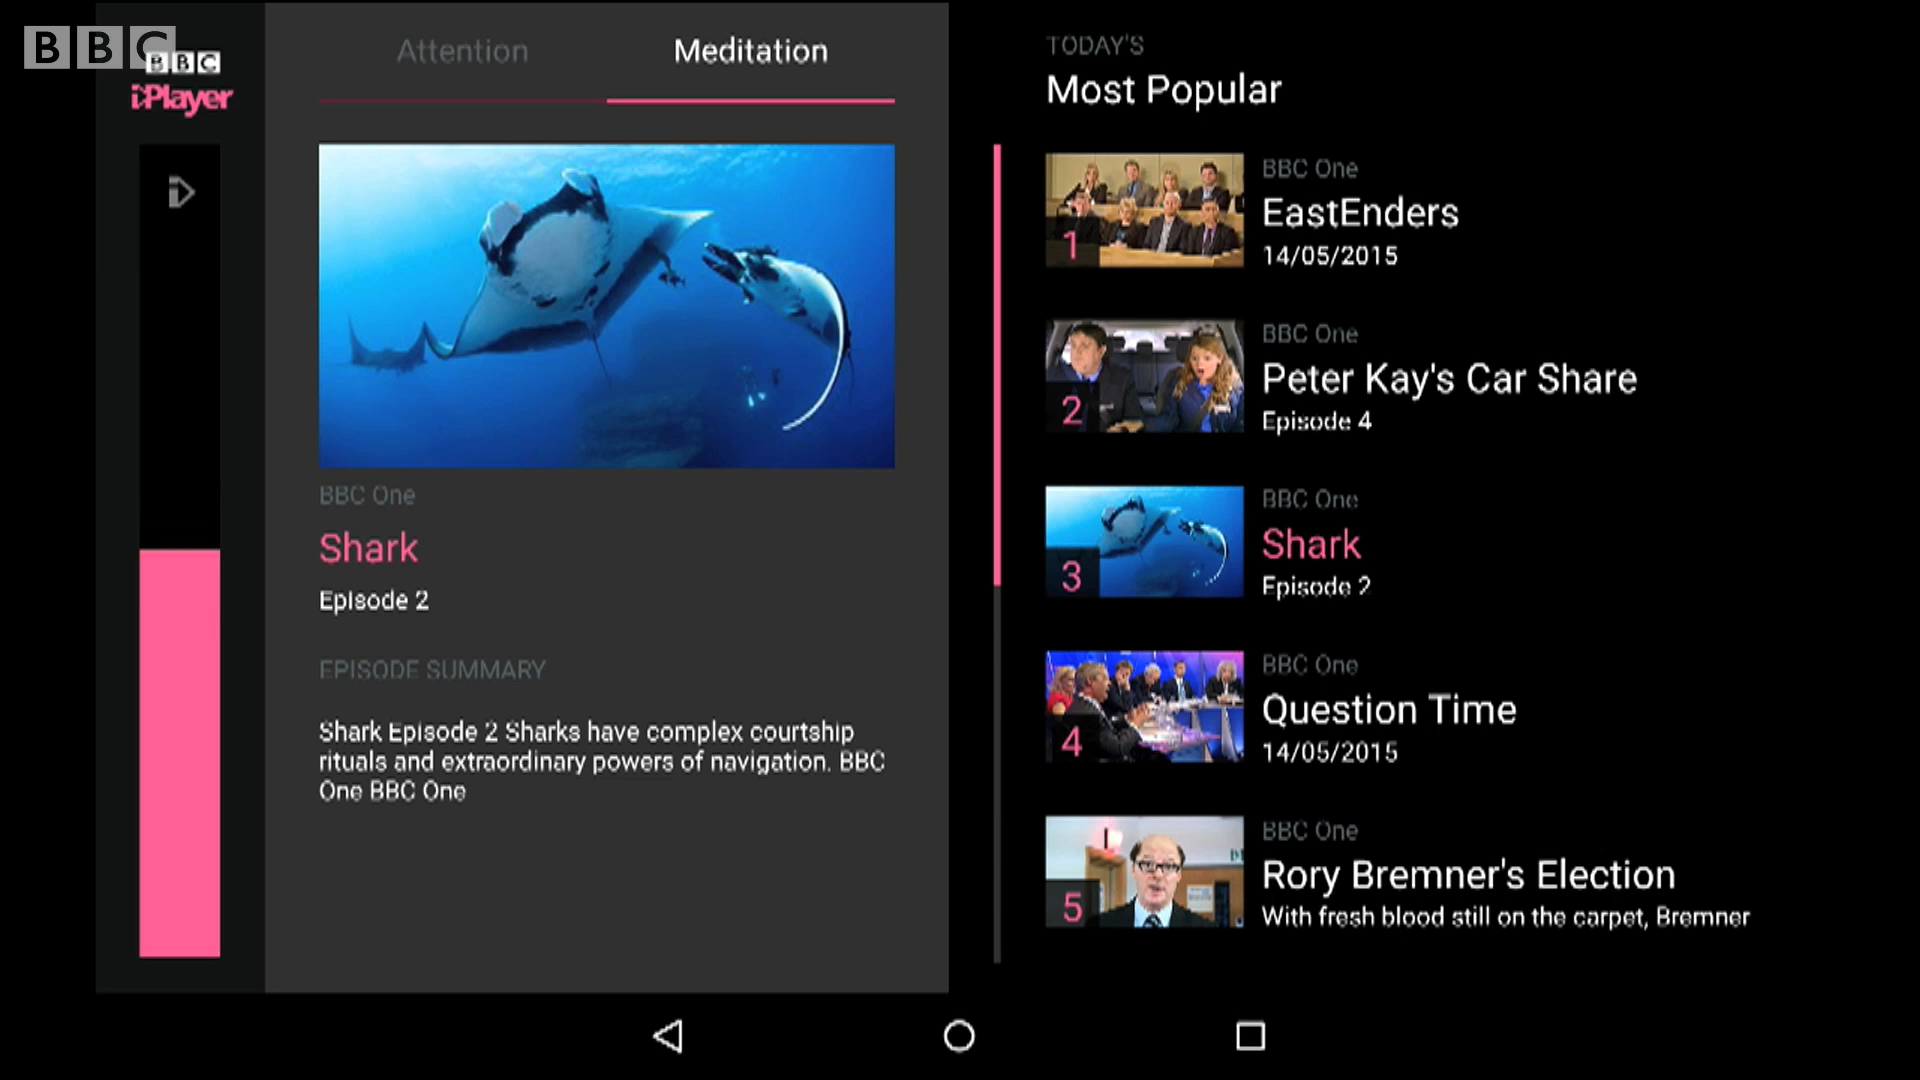 BBC
BBC
iPlayer
Attention
Meditation
BBC One
Shark
Episode 2
EPISODE SUMMARY
Shark Episode 2 Sharks have complex courtship
rituals and extraordinary powers of navigation. BBC
One BBC One
TODAY'S
Most Popular
1
BBC One
EastEnders
14/05/2015
2
BBC One
Peter Kay's Car Share
Episode 4
3
BBC One
Shark
Episode 2
4
BBC One
Question Time
14/05/2015
5
BBC One
Rory Bremner's Election
With fresh blood still on the carpet, Bremner